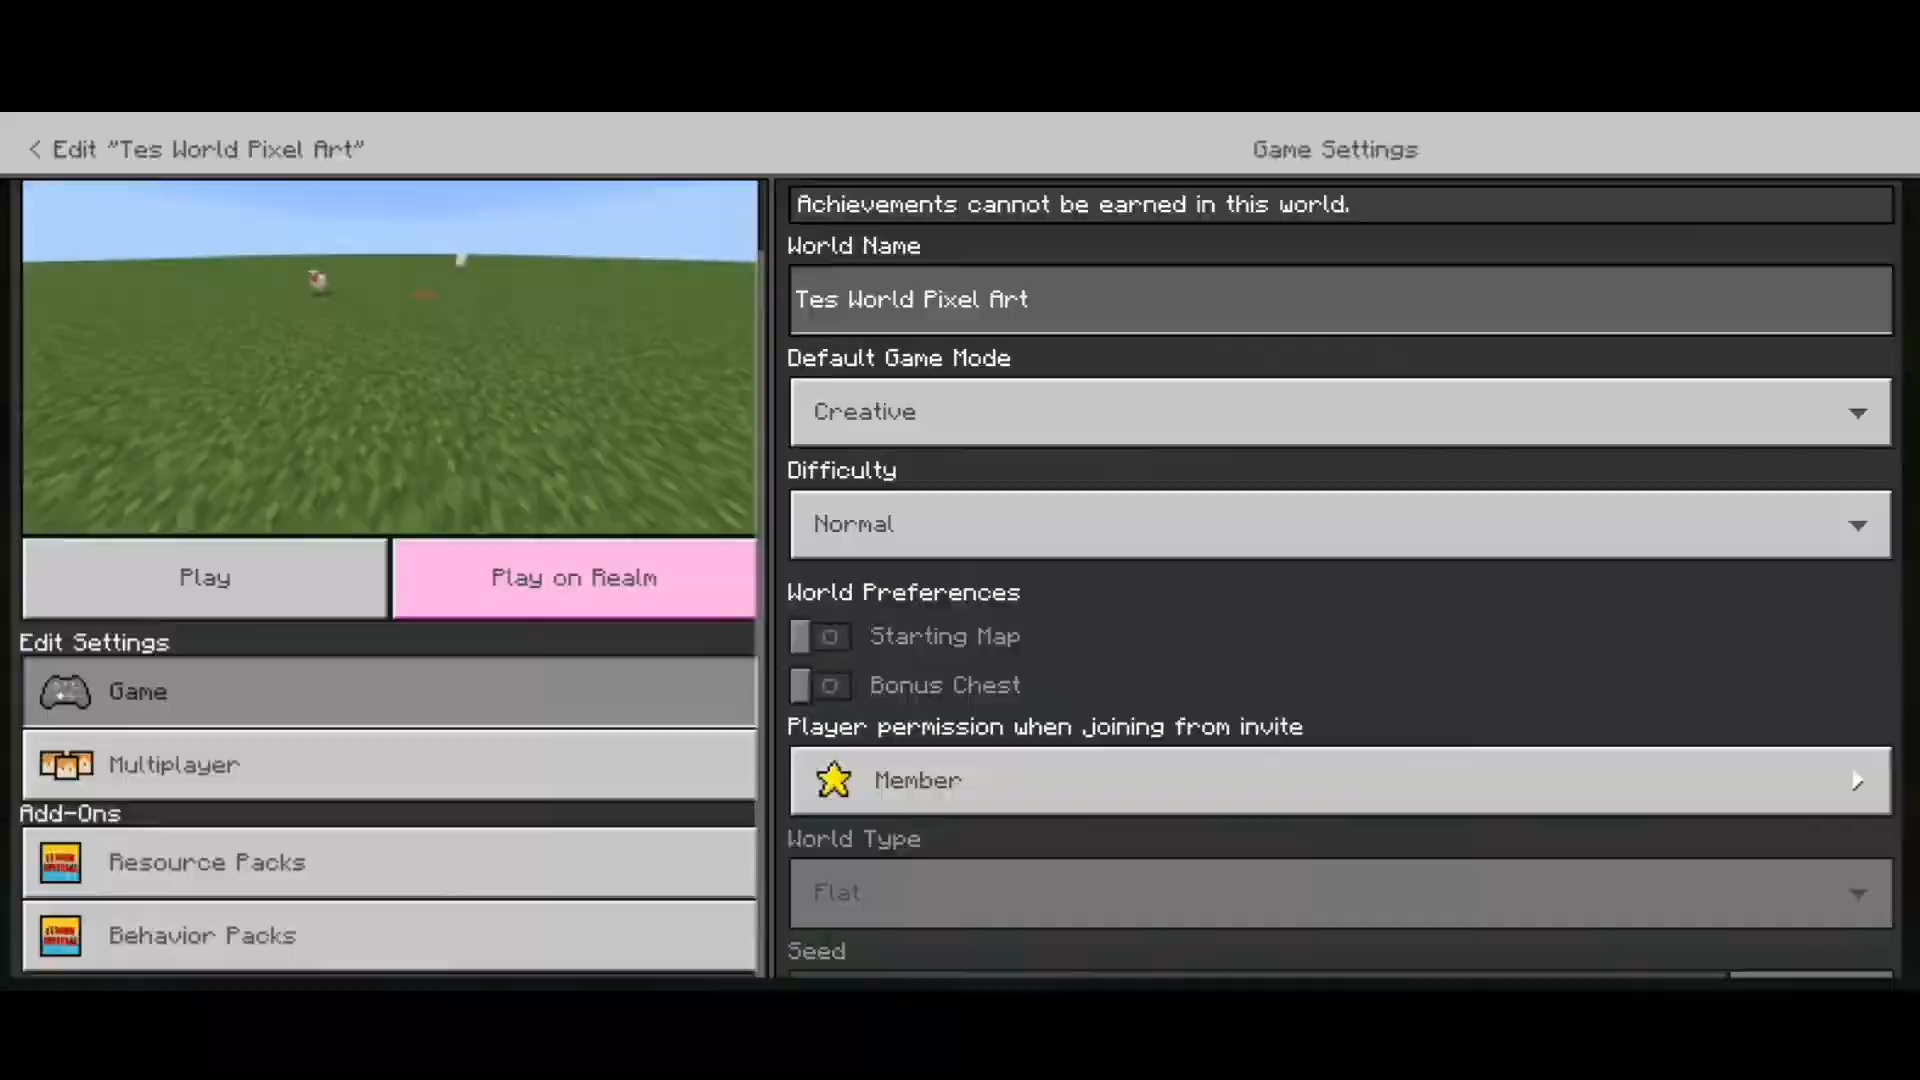 Edit "Tes World Pixel Art"
Game Settings
Play
Play on Realm
Edit Settings
Game
Multiplayer
Add-Ons
Resource Packs
Behavior Packs
Achievements cannot be earned in this world.
World Name
Tes World Pixel Art
Default Game Mode
Creative
Difficulty
Normal
World Preferences
Starting Map
Bonus Chest
Player permission when joining from invite
Member
World Type
Flat
Seed